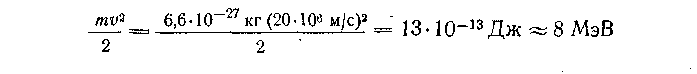 mv²/2 = 6,6·10⁻²⁷ кг (20·10⁶ м/с)²/2 = 13·10⁻¹³ Дж ≈ 8 МэВ